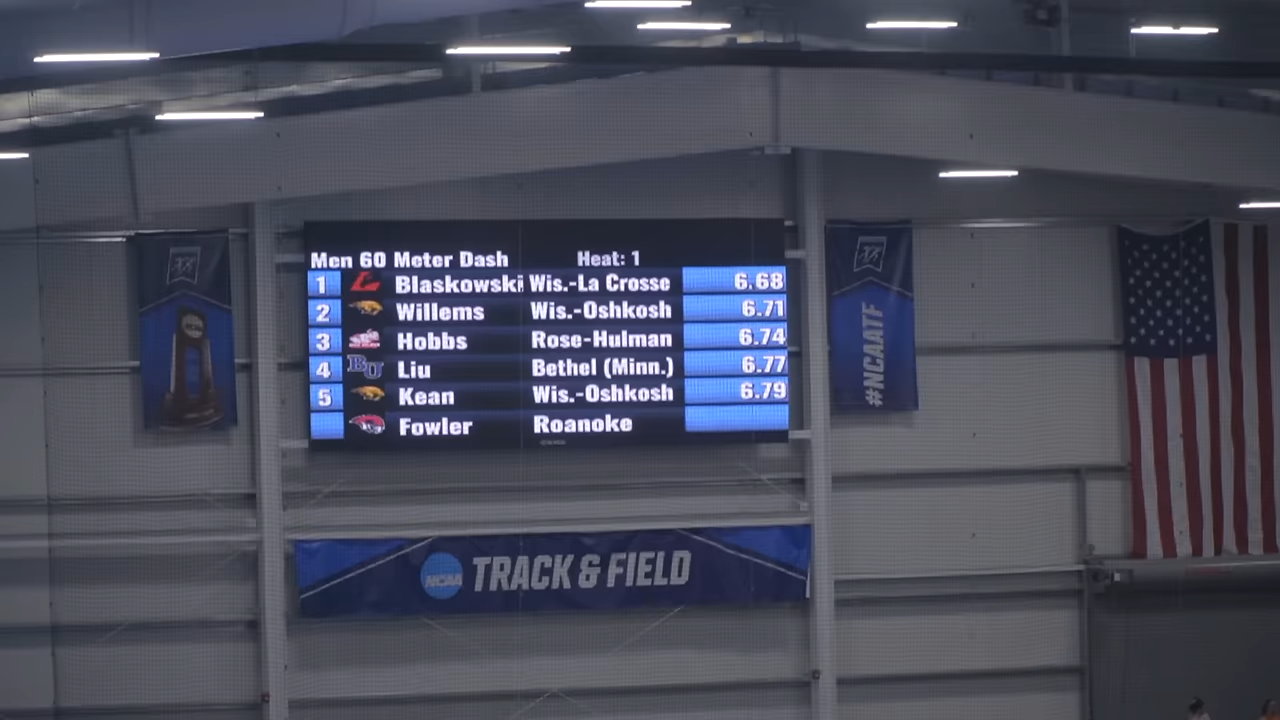 Men 60 Meter Dash Heat: 1
1 Blaskowski Wis.-La Crosse 6.68
2 Willems Wis.-Oshkosh 6.71
3 Hobbs Rose-Hulman 6.74
4 BU Liu Bethel (Minn.) 6.77
5 Kean Wis.-Oshkosh 6.79
Fowler Roanoke
#NCAATF
NCAA TRACK & FIELD